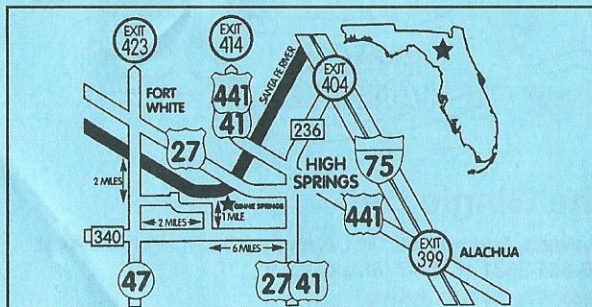 EXIT
423
EXIT
414
FORT
WHITE
441
41
SANTA FE RIVER
EXIT
404
236
27
HIGH
SPRINGS
75
2 MILES
GINNIE SPRINGS
1 MILE
2 MILES
441
340
6 MILES
EXIT
399
ALACHUA
47
27
41